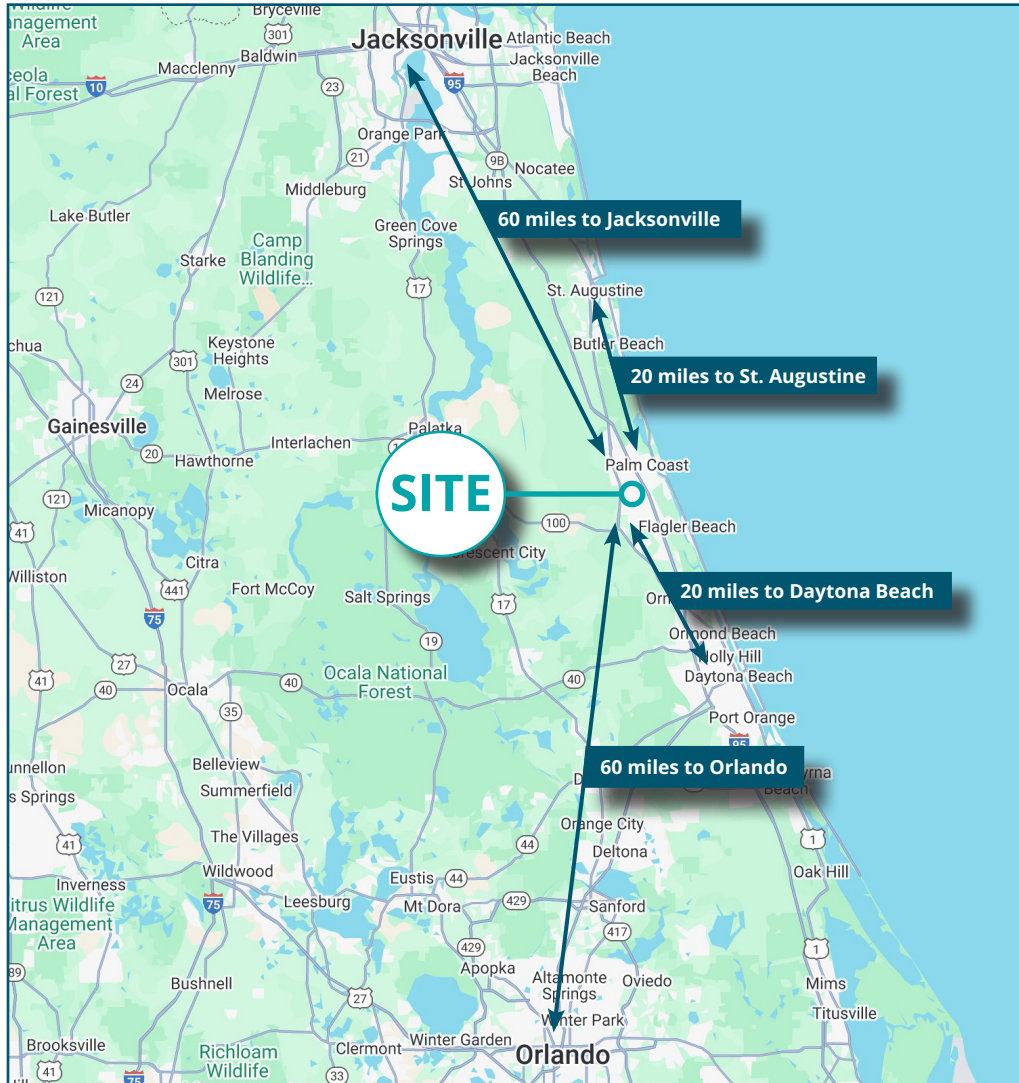 Bryceville
Wildlife
Management
Area
301
Jacksonville
Atlantic Beach
Baldwin
Jacksonville
Beach
Macclenny
ceola
al Forest
10
23
95
Orange Park
21
9B
Nocatee
Middleburg
St Johns
Lake Butler
60 miles to Jacksonville
Green Cove
Springs
Camp
Blanding
Wildlife...
Starke
17
121
St. Augustine
chua
Keystone
Heights
301
Butler Beach
24
Melrose
20 miles to St. Augustine
Gainesville
Palatka
Interlachen
20
Hawthorne
Palm Coast
SITE
121
Micanopy
100
Flagler Beach
41
Crescent City
Citra
Williston
441
Fort McCoy
Salt Springs
17
20 miles to Daytona Beach
75
Ormond Beach
19
Holly Hill
27
Ocala National
Forest
40
Daytona Beach
41
40
Ocala
40
35
Port Orange
95
Belleview
60 miles to Orlando
unnellon
s Springs
Summerfield
yrna
Beach
Orange City
1
41
The Villages
44
Deltona
Wildwood
Oak Hill
Inverness
Eustis
44
75
Leesburg
429
Mt Dora
Sanford
itrus Wildlife
Management
Area
417
429
1
Apopka
Altamonte
Springs
Oviedo
89
Bushnell
Mims
27
Winter Park
Titusville
Brooksville
Clermont
Winter Garden
Orlando
Richloam
Wildlife
41
75
33